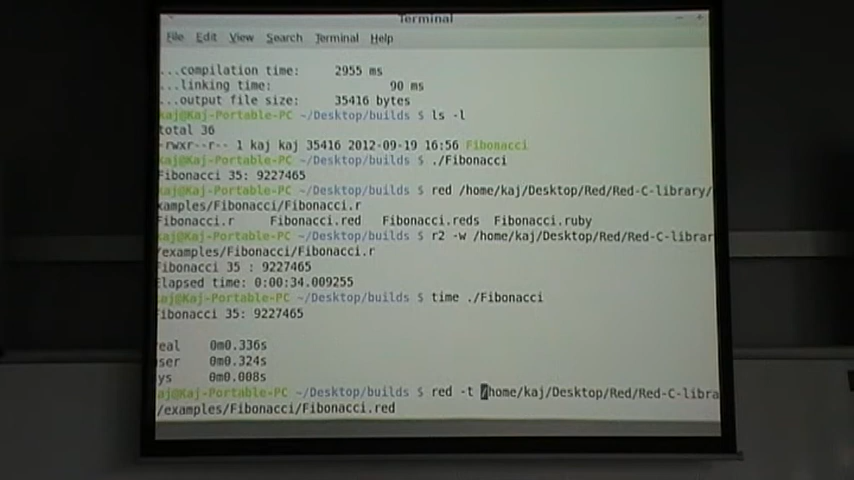 Terminal
File Edit View Search Terminal Help
...compilation time: 2955 ms
...linking time: 90 ms
...output file size: 35416 bytes
kaj@Kaj-Portable-PC ~/Desktop/builds $ ls -l
total 36
-rwxr--r-- 1 kaj kaj 35416 2012-09-19 16:56 Fibonacci
kaj@Kaj-Portable-PC ~/Desktop/builds $ ./Fibonacci
Fibonacci 35: 9227465
kaj@Kaj-Portable-PC ~/Desktop/builds $ red /home/kaj/Desktop/Red/Red-C-library/
xamples/Fibonacci/Fibonacci.r
Fibonacci.r Fibonacci.red Fibonacci.reds Fibonacci.ruby
kaj@Kaj-Portable-PC ~/Desktop/builds $ r2 -w /home/kaj/Desktop/Red/Red-C-librar
/examples/Fibonacci/Fibonacci.r
Fibonacci 35 : 9227465
Elapsed time: 0:00:34.009255
aj@Kaj-Portable-PC ~/Desktop/builds $ time ./Fibonacci
Fibonacci 35: 9227465
eal 0m0.336s
ser 0m0.324s
ys 0m0.008s
aj@Kaj-Portable-PC ~/Desktop/builds $ red -t /home/kaj/Desktop/Red/Red-C-libra
/examples/Fibonacci/Fibonacci.red